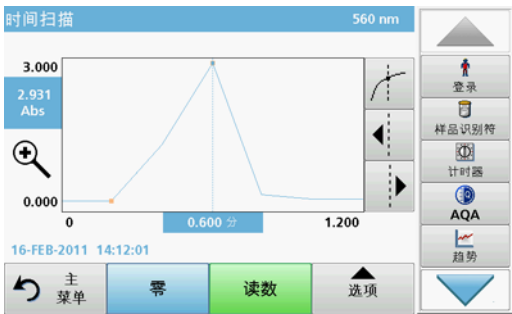 时间扫描 560 nm
3.000
2.931
Abs
0.000
0 0.600 分 1.200
16-FEB-2011 14:12:01
主
菜单
零
读数
选项
登录
样品识别符
计时器
AQA
趋势